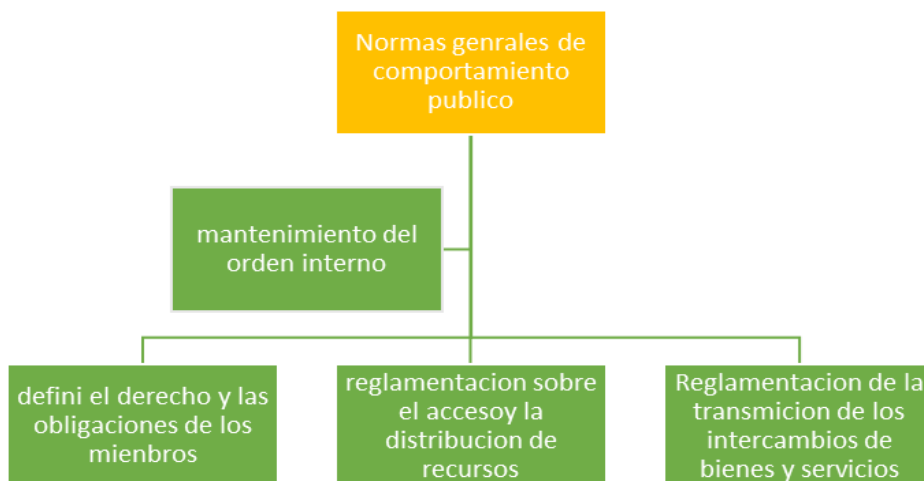 Normas genrales de
comportamiento
publico
mantenimiento del
orden interno
defini el derecho y las
obligaciones de los
mienbros
reglamentacion sobre
el accesoy la
distribucion de
recursos
Reglamentacion de la
transmicion de los
intercambios de
bienes y servicios